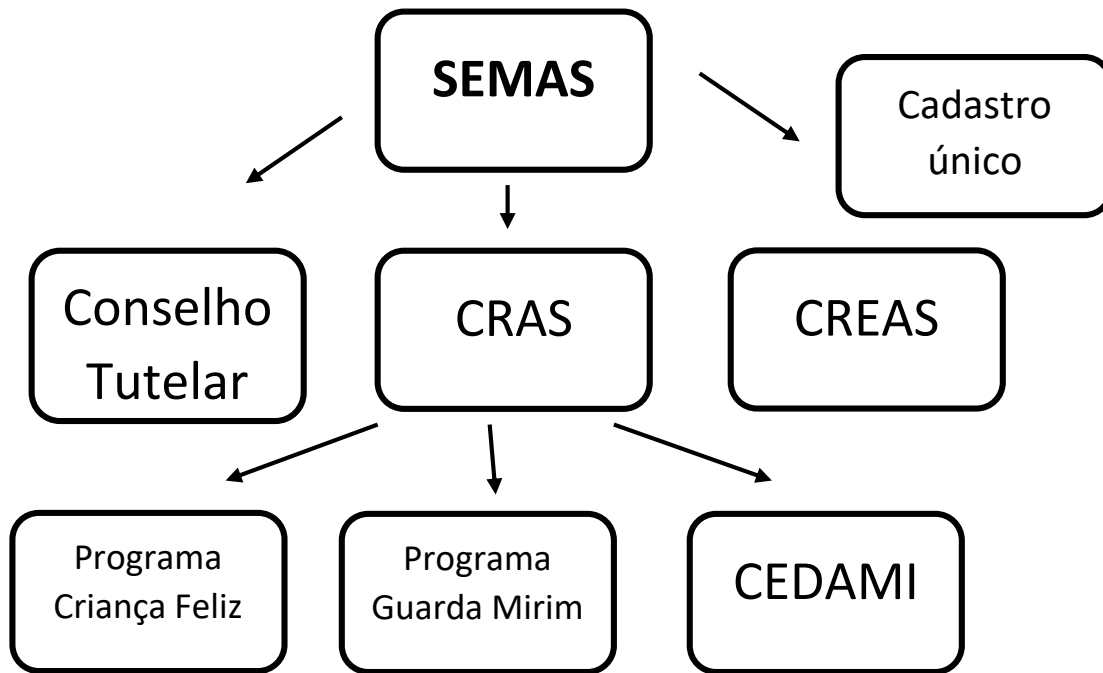 SEMAS
Cadastro
único
Conselho
Tutelar
CRAS
CREAS
Programa
Criança Feliz
Programa
Guarda Mirim
CEDAMI